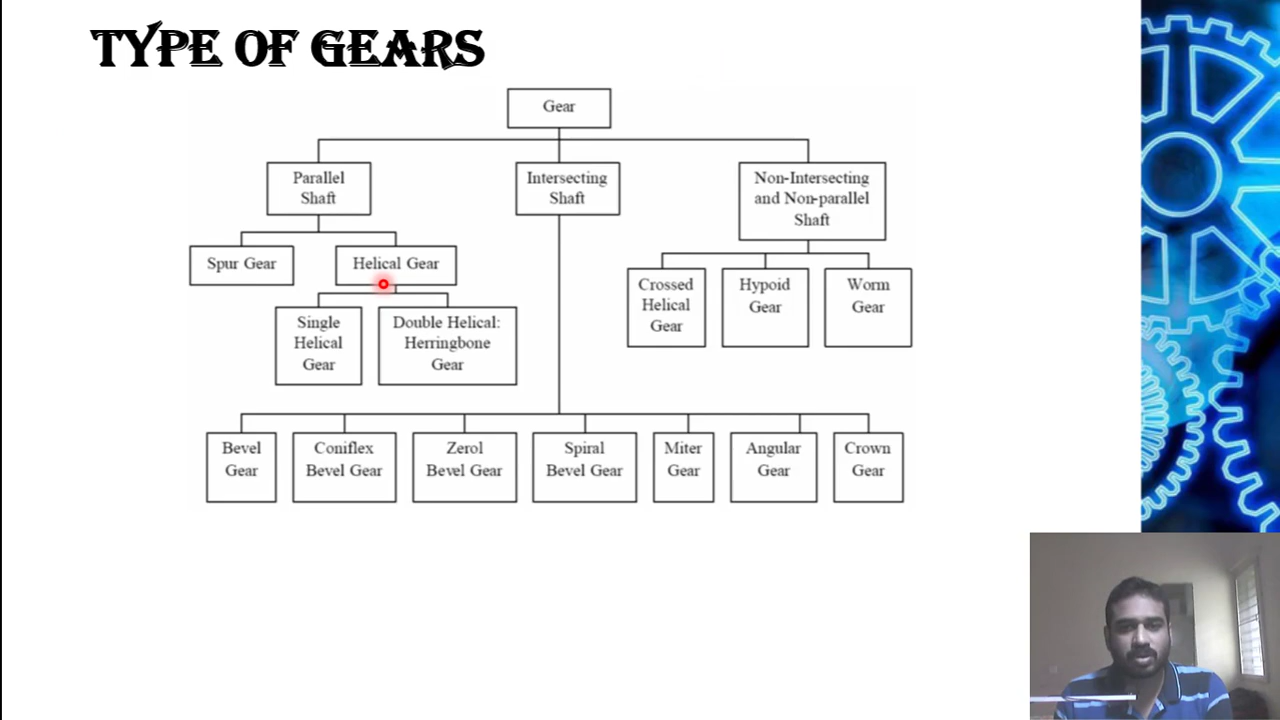 TYPE OF GEARS
Gear
Parallel
Shaft
Intersecting
Shaft
Non-Intersecting
and Non-parallel
Shaft
Spur Gear
Helical Gear
Single
Helical
Gear
Double Helical:
Herringbone
Gear
Crossed
Helical
Gear
Hypoid
Gear
Worm
Gear
Bevel
Gear
Coniflex
Bevel Gear
Zerol
Bevel Gear
Spiral
Bevel Gear
Miter
Gear
Angular
Gear
Crown
Gear